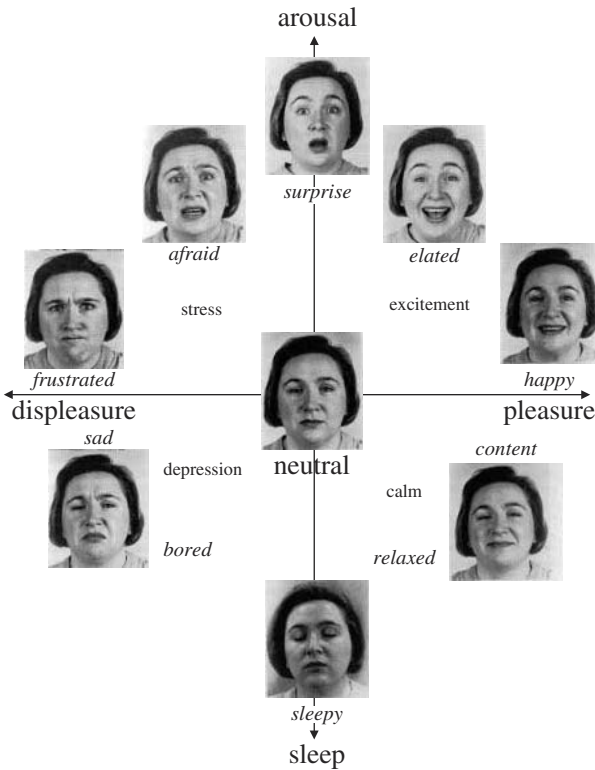 arousal
surprise
afraid
elated
stress
excitement
frustrated
happy
displeasure
pleasure
sad
content
depression
neutral
calm
bored
relaxed
sleepy
sleep